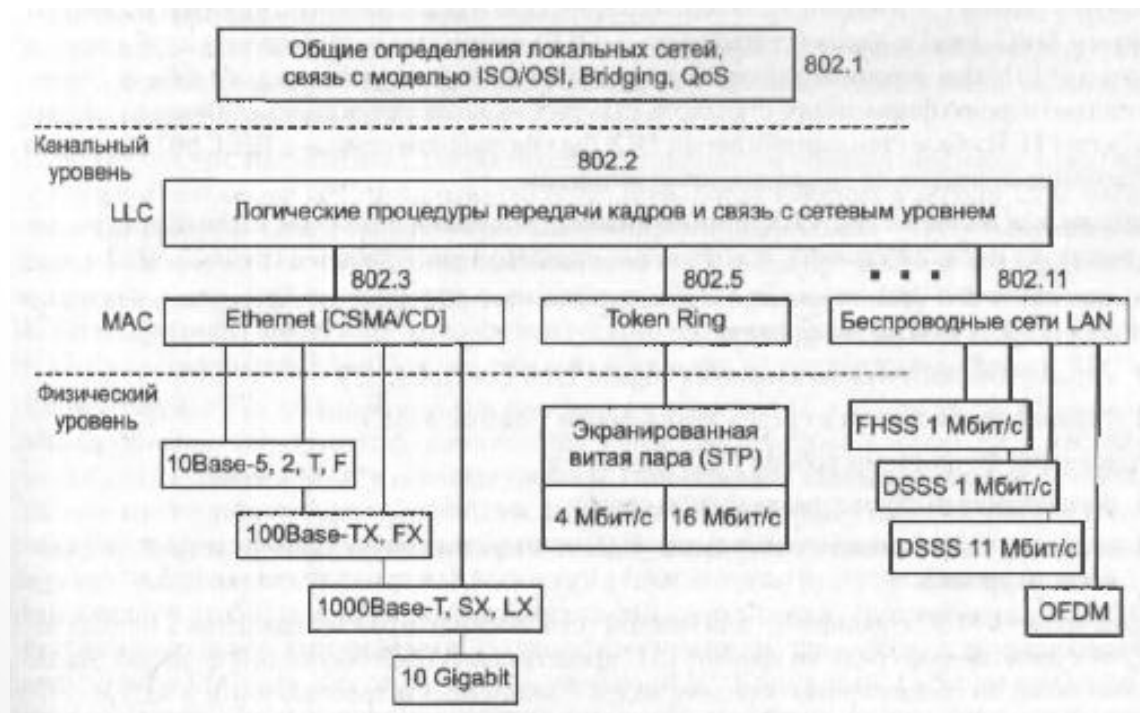 Общие определения локальных сетей,
связь с моделью ISO/OSI, Bridging, QoS
802.1
Канальный
уровень
802.2
LLC
Логические процедуры передачи кадров и связь с сетевым уровнем
802.3
802.5
. . .
802.11
MAC
Ethernet [CSMA/CD]
Token Ring
Беспроводные сети LAN
Физический
уровень
10Base-5, 2, T, F
100Base-TX, FX
1000Base-T, SX, LX
10 Gigabit
Экранированная
витая пара (STP)
4 Мбит/с 16 Мбит/с
FHSS 1 Мбит/с
DSSS 1 Мбит/с
DSSS 11 Мбит/с
OFDM